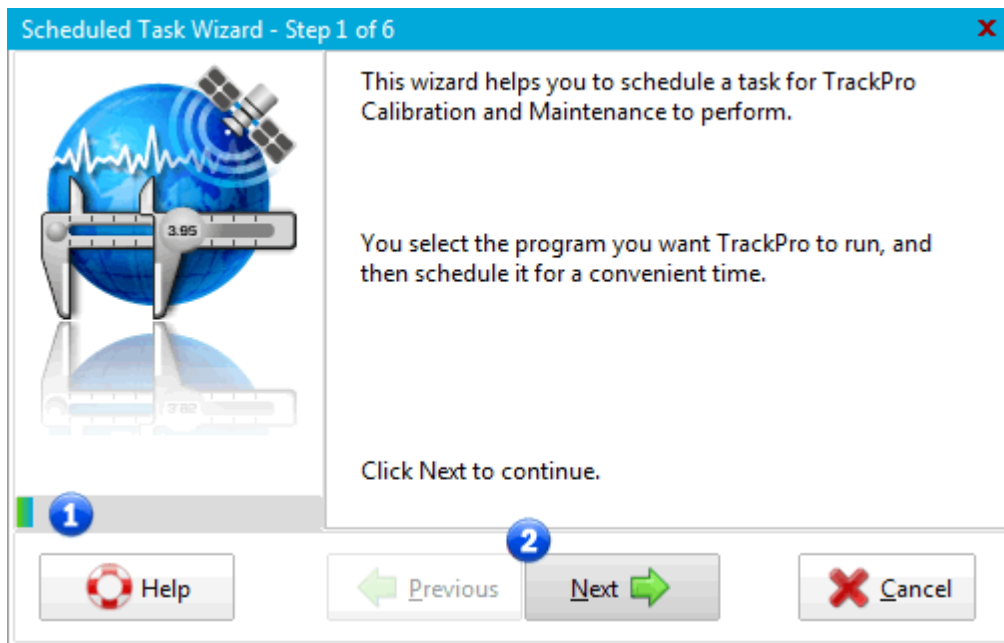 Scheduled Task Wizard - Step 1 of 6
This wizard helps you to schedule a task for TrackPro
Calibration and Maintenance to perform.
3.95
You select the program you want TrackPro to run, and
then schedule it for a convenient time.
Click Next to continue.
1
2
Help
Previous
Next
Cancel